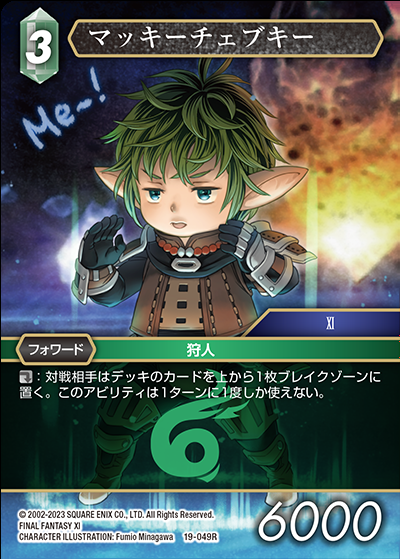 3
マッキーチェブキー
Me~!
XI
フォワード
狩人
:対戦相手はデッキのカードを上から1枚ブレイクゾーンに
置く。このアビリティは1ターンに1度しか使えない。
© 2002-2023 SQUARE ENIX CO., LTD. All Rights Reserved.
FINAL FANTASY XI
CHARACTER ILLUSTRATION: Fumio Minagawa 19-049R
6000